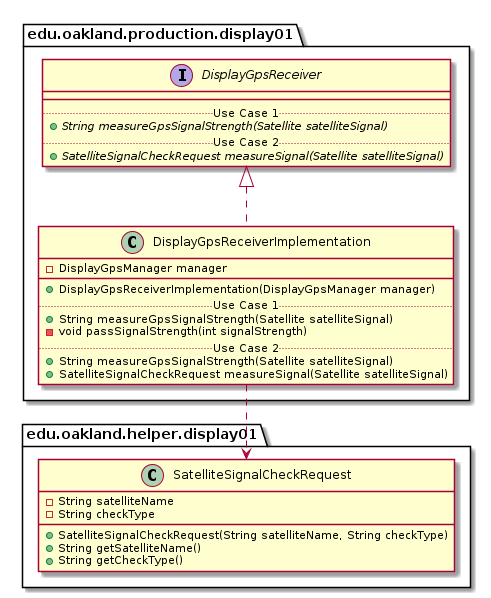 edu.oakland.production.display01
I DisplayGpsReceiver
Use Case 1
String measureGpsSignalStrength(Satellite satelliteSignal)
Use Case 2
SatelliteSignalCheckRequest measureSignal(Satellite satelliteSignal)
C DisplayGpsReceiverImplementation
DisplayGpsManager manager
DisplayGpsReceiverImplementation(DisplayGpsManager manager)
Use Case 1
String measureGpsSignalStrength(Satellite satelliteSignal)
void passSignalStrength(int signalStrength)
Use Case 2
String measureGpsSignalStrength(Satellite satelliteSignal)
SatelliteSignalCheckRequest measureSignal(Satellite satelliteSignal)
edu.oakland.helper.display01
C SatelliteSignalCheckRequest
String satelliteName
String checkType
SatelliteSignalCheckRequest(String satelliteName, String checkType)
String getSatelliteName()
String getCheckType()